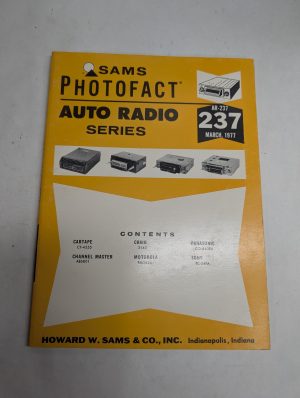 SAMS
PHOTOFACT
AUTO RADIO
SERIES
AR-237
237
MARCH, 1977
CONTENTS
CARTAPE
CRAIG
PANASONIC
CHANNEL MASTER
MOTOROLA
SONY
HOWARD W. SAMS & CO., INC. Indianapolis, Indiana